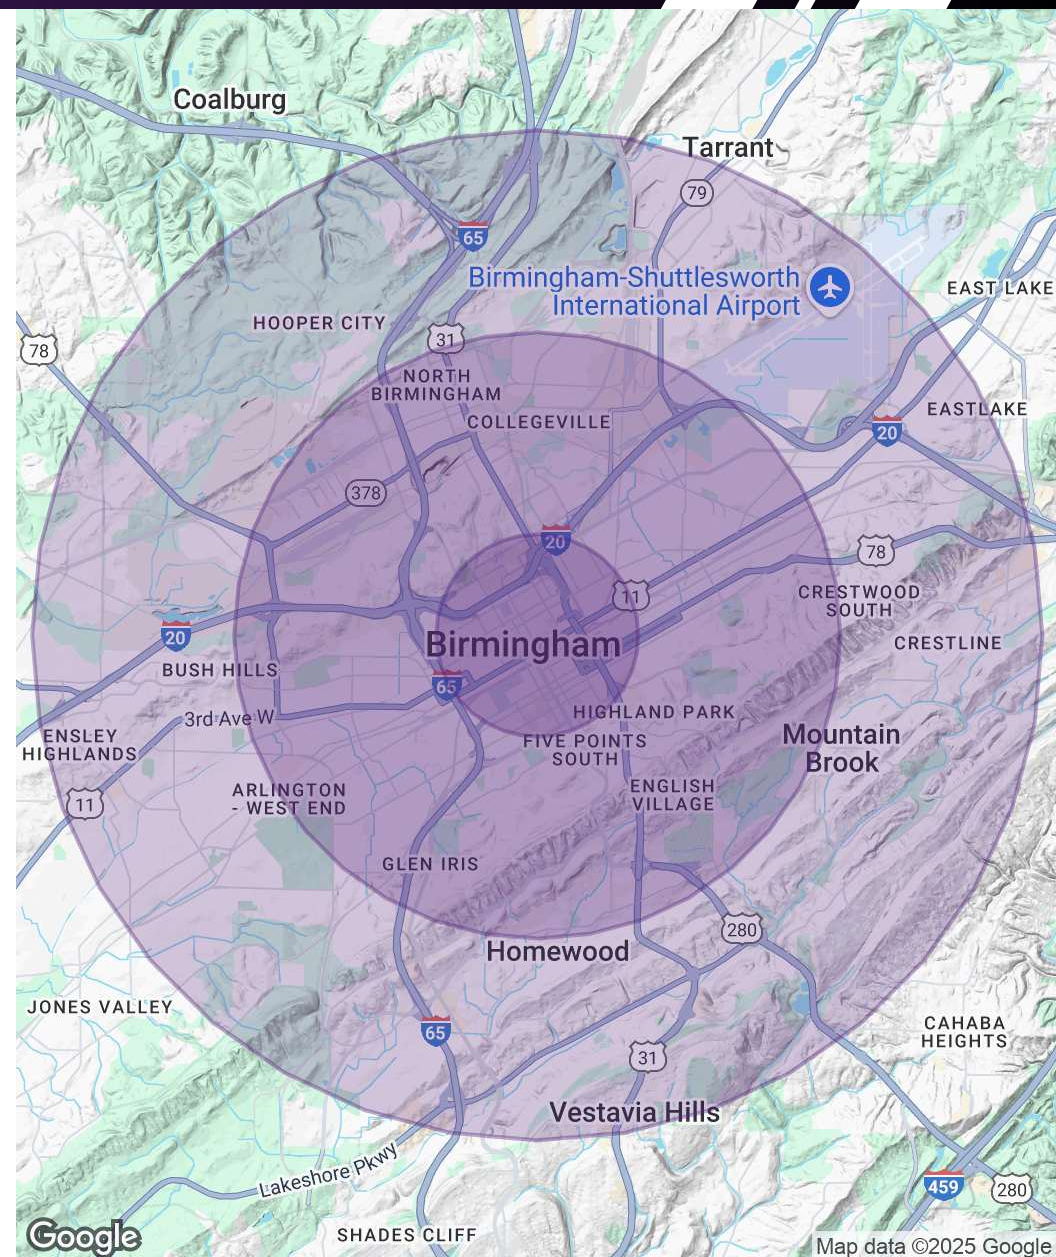 Coalburg
Tarrant
79
65
Birmingham-Shuttlesworth
International Airport
EAST LAKE
HOOPER CITY
31
78
NORTH
BIRMINGHAM
COLLEGEVILLE
EASTLAKE
20
378
20
78
11
CRESTWOOD
SOUTH
20
Birmingham
CRESTLINE
BUSH HILLS
65
3rd Ave W
HIGHLAND PARK
ENSLEY
HIGHLANDS
FIVE POINTS
SOUTH
Mountain
Brook
ARLINGTON
- WEST END
ENGLISH
VILLAGE
11
GLEN IRIS
280
Homewood
JONES VALLEY
65
CAHABA
HEIGHTS
31
Vestavia Hills
Lakeshore Pkwy
459
280
SHADES CLIFF
Google
Map data ©2025 Google